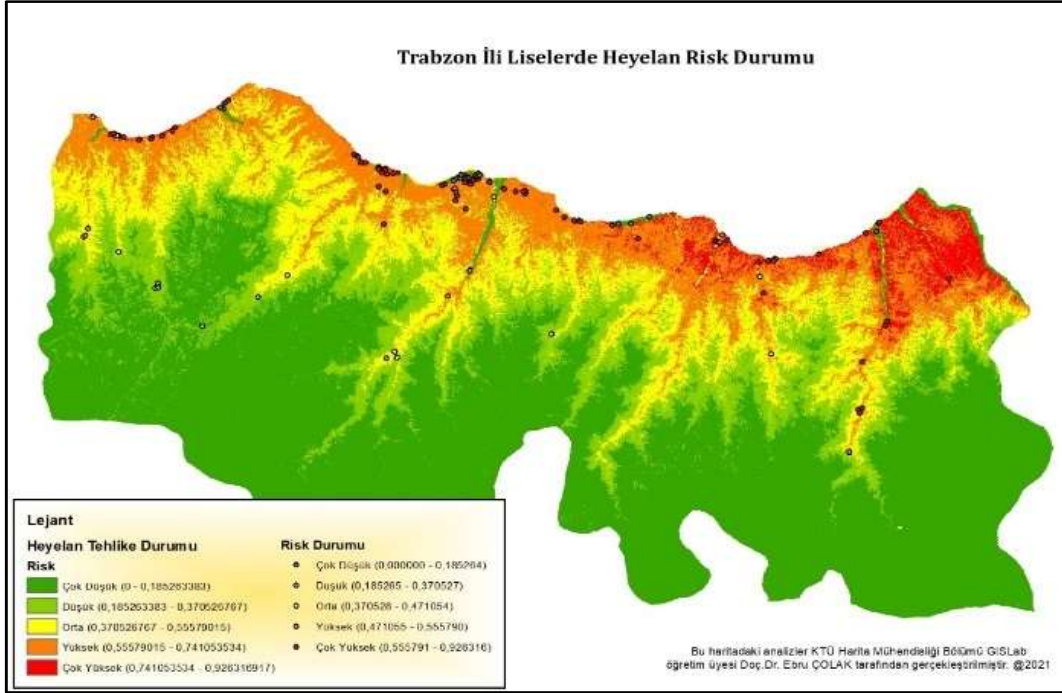 Trabzon İli Liselerde Heyelan Risk Durumu
Lejant
Heyelan Tehlike Durumu
Risk
Çok Düşük (0 - 0,185263383)
Düşük (0,185263383 - 0,370526767)
Orta (0,370526767 - 0,55579015)
Yüksek (0,55579015 - 0,741053534)
Çok Yüksek (0,741053534 - 0,926316917)
Risk Durumu
Çok Düşük (0,000000 - 0,185264)
Düşük (0,185265 - 0,370527)
Orta (0,370528 - 0,471054)
Yüksek (0,471055 - 0,555790)
Çok Yüksek (0,555791 - 0,926316)
Bu haritadaki analizler KTÜ Harita Mühendisliği Bölümü GISLab
öğretim üyesi Doç.Dr. Ebru ÇOLAK tarafından gerçekleştirilmiştir. @2021